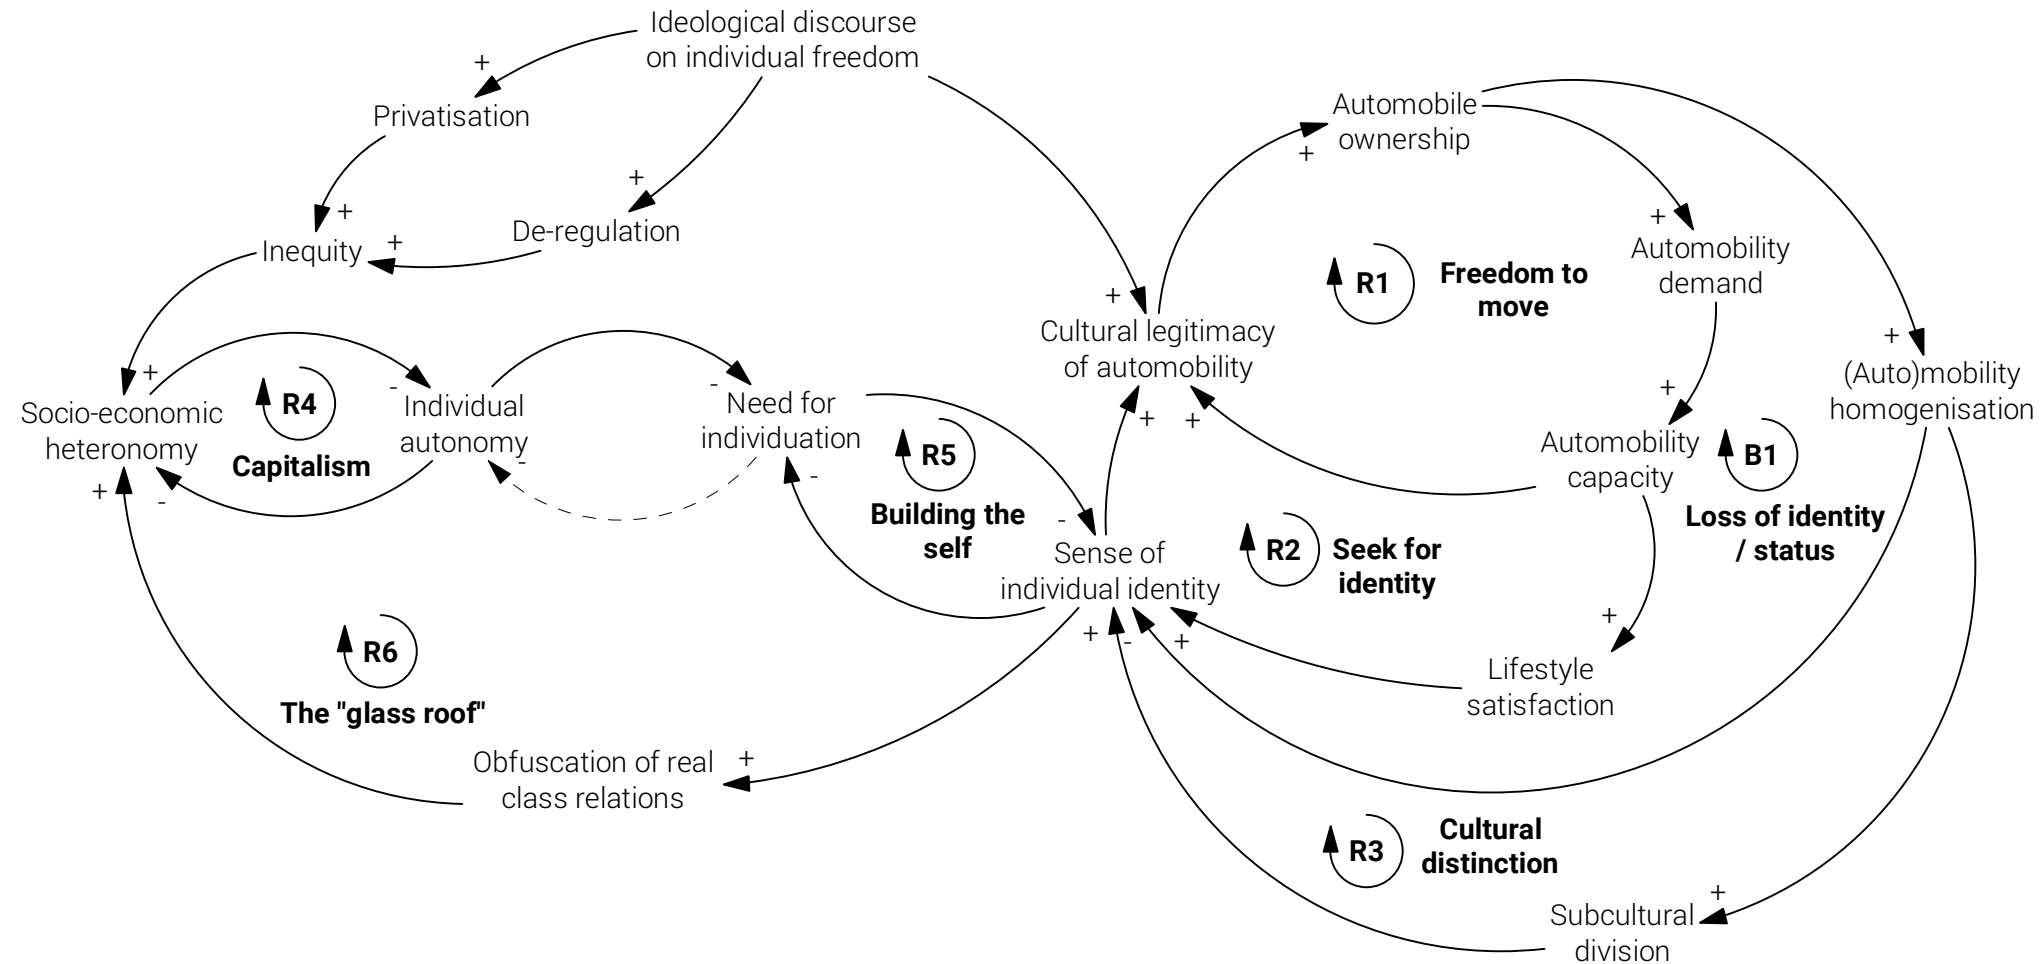 Ideological discourse
on individual freedom
+
Privatisation
+
De-regulation
+
Inequity
+
Automobile
ownership
+
+
Automobility
demand
+
Cultural legitimacy
of automobility
R1
Freedom to
move
+
(Auto)mobility
homogenisation
+
Socio-economic
heteronomy
R4
Capitalism
-
Individual
autonomy
-
Need for
individuation
-
-
+
-
-
R5
Building the
self
-
Sense of
individual identity
+
+
+
Automobility
capacity
B1
Loss of identity
/ status
R2
Seek for
identity
+
+
-
+
Lifestyle
satisfaction
R6
The "glass roof"
Obfuscation of real
class relations
+
R3
Cultural
distinction
+
Subcultural
division